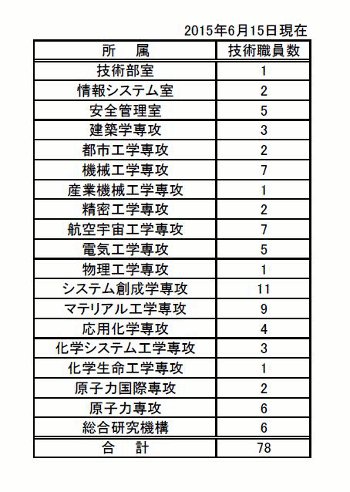 2015年6月15日現在
所　属 技術職員数
技術部室 1
情報システム室 2
安全管理室 5
建築学専攻 3
都市工学専攻 2
機械工学専攻 7
産業機械工学専攻 1
精密工学専攻 2
航空宇宙工学専攻 7
電気工学専攻 5
物理工学専攻 1
システム創成学専攻 11
マテリアル工学専攻 9
応用化学専攻 4
化学システム工学専攻 3
化学生命工学専攻 1
原子力国際専攻 2
原子力専攻 6
総合研究機構 6
合　計 78